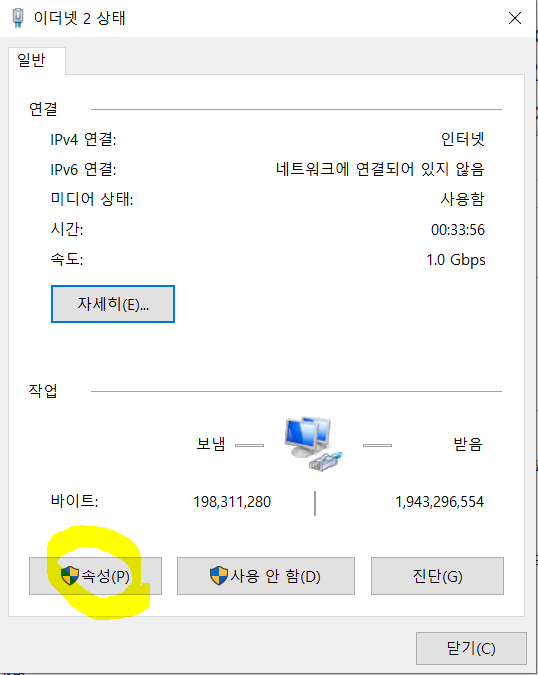 이더넷 2 상태
일반
연결
IPv4 연결: 인터넷
IPv6 연결: 네트워크에 연결되어 있지 않음
미디어 상태: 사용함
시간: 00:33:56
속도: 1.0 Gbps
자세히(E)...
작업
보냄 받음
바이트: 198,311,280 1,943,296,554
속성(P) 사용 안 함(D) 진단(G)
닫기(C)